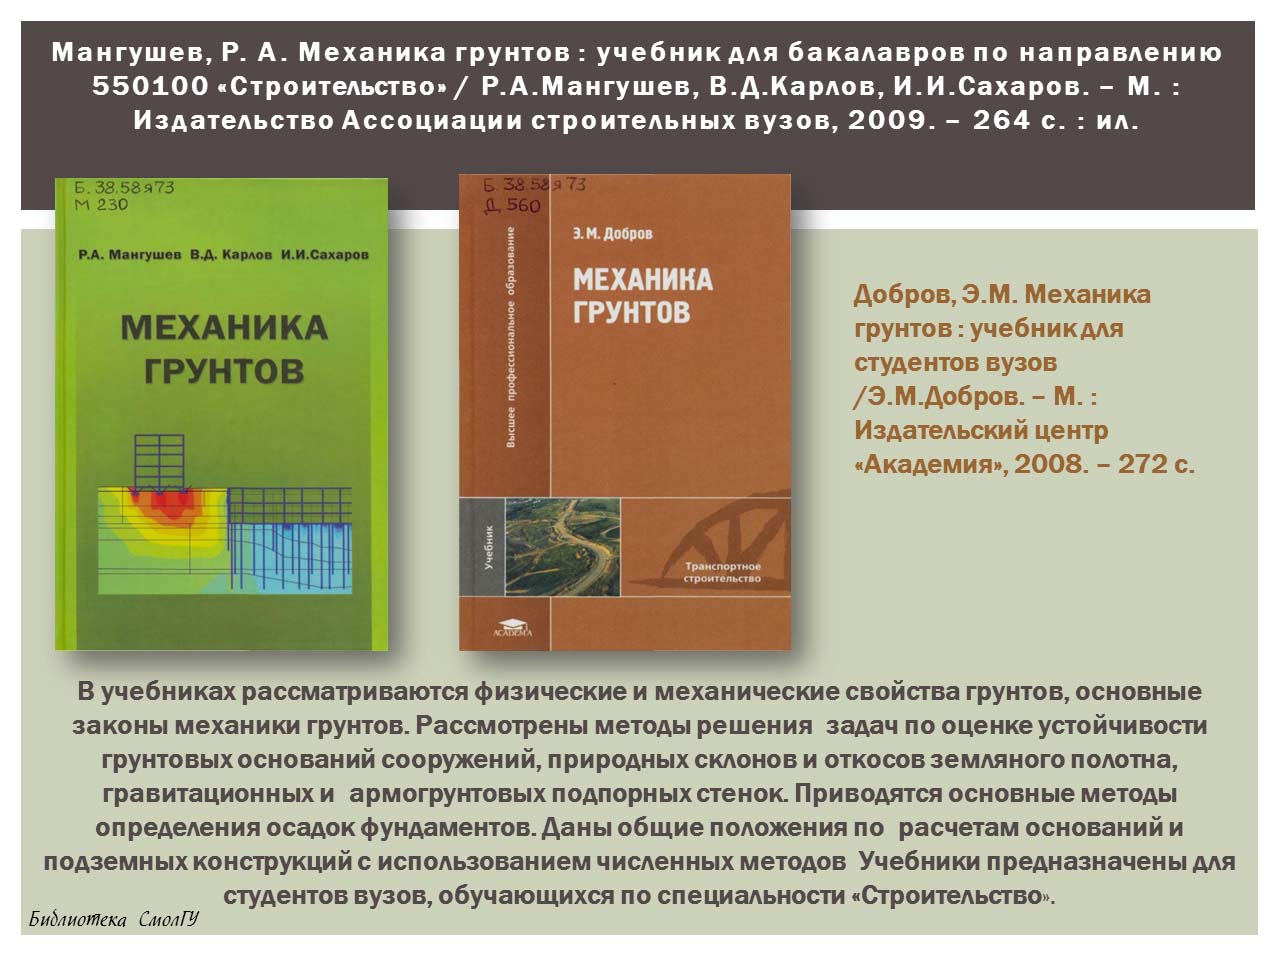 Мангушев, Р. А. Механика грунтов : учебник для бакалавров по направлению
550100 «Строительство» / Р.А.Мангушев, В.Д.Карлов, И.И.Сахаров. – М. :
Издательство Ассоциации строительных вузов, 2009. – 264 с. : ил.
Б. 38.58я73
М 230
Р.А. Мангушев В.Д. Карлов И.И.Сахаров
МЕХАНИКА
ГРУНТОВ
Б. 38.58я73
Д 560
Высшее профессиональное образование
Э. М. Добров
МЕХАНИКА
ГРУНТОВ
Учебник
Транспортное
строительство
ACADEMA
Добров, Э.М. Механика
грунтов : учебник для
студентов вузов
/Э.М.Добров. – М. :
Издательский центр
«Академия», 2008. – 272 с.
В учебниках рассматриваются физические и механические свойства грунтов, основные
законы механики грунтов. Рассмотрены методы решения задач по оценке устойчивости
грунтовых оснований сооружений, природных склонов и откосов земляного полотна,
гравитационных и армогрунтовых подпорных стенок. Приводятся основные методы
определения осадок фундаментов. Даны общие положения по расчетам оснований и
подземных конструкций с использованием численных методов Учебники предназначены для
студентов вузов, обучающихся по специальности «Строительство».
Библиотека СмолГУ